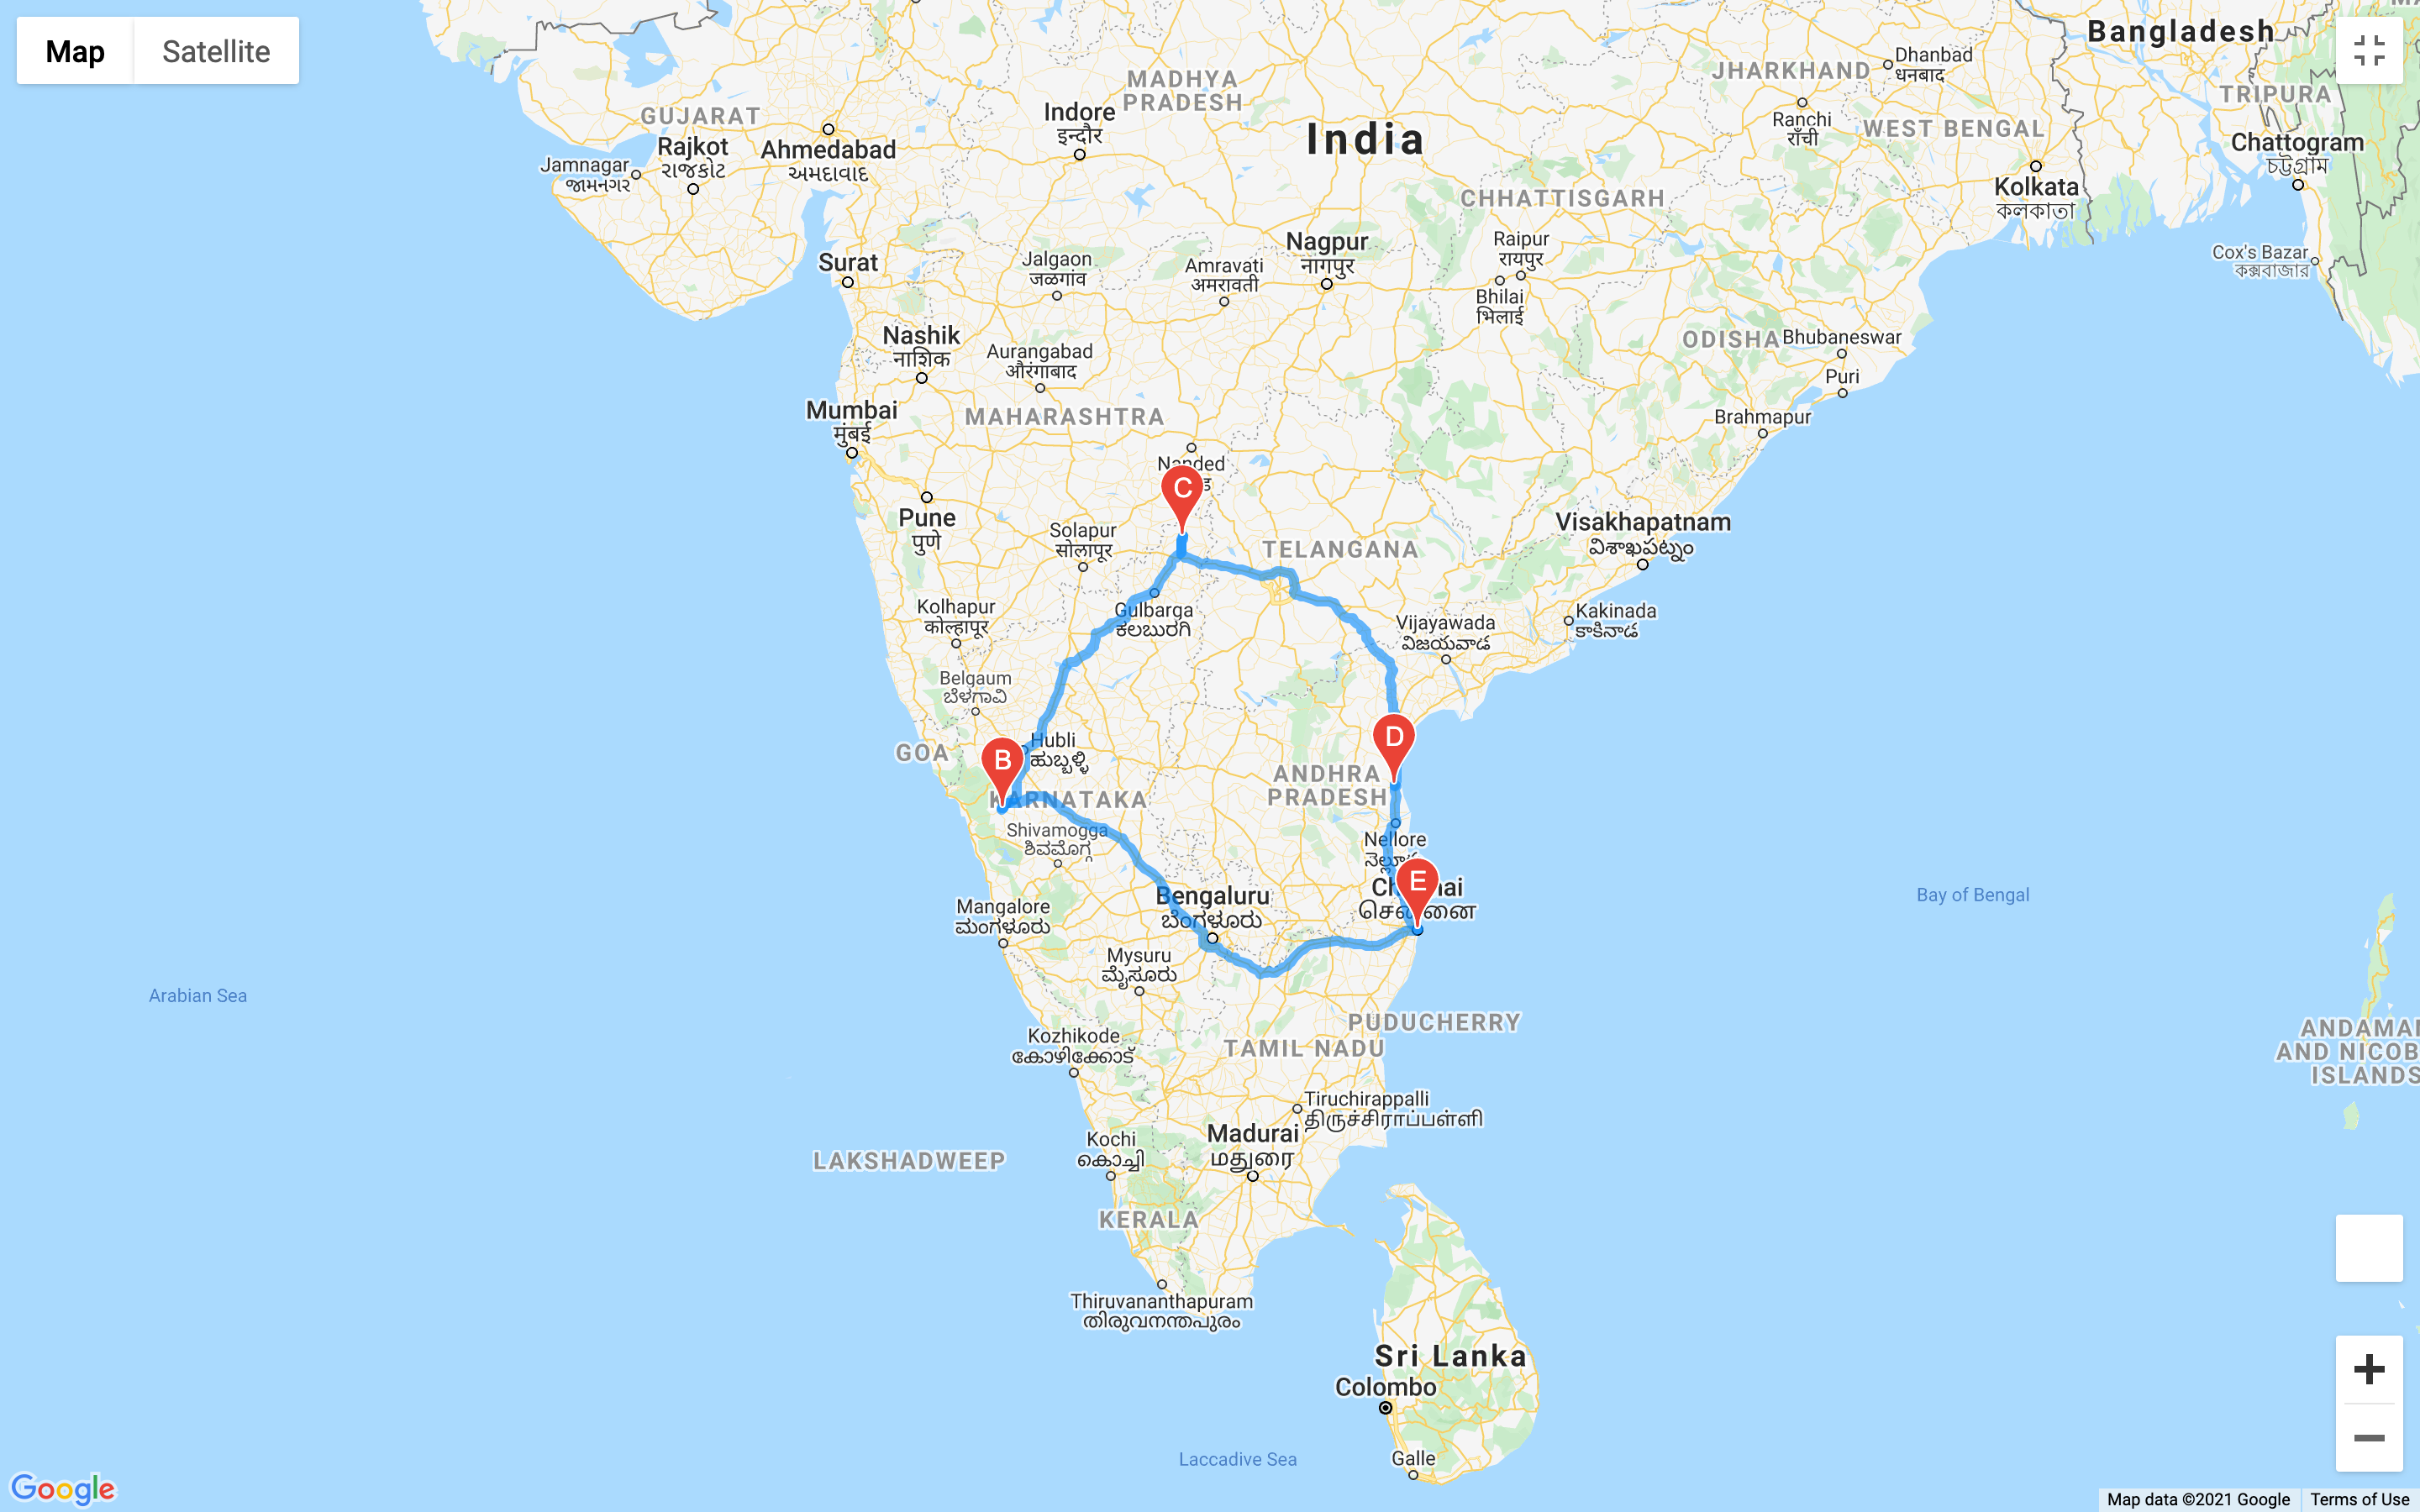 Map
Satellite
Bangladesh
Dhanbad
धनबाद
MADHYA
PRADESH
JHARKHAND
TRIPURA
GUJARAT
Indore
इन्दौर
India
Ranchi
राँची
WEST BENGAL
Chattogram
চট্টগ্রাম
Rajkot
રાજકોટ
Ahmedabad
અમદાવાદ
Jamnagar
જામનગર
Kolkata
কলকাতা
CHHATTISGARH
Nagpur
नागपुर
Raipur
रायपुर
Surat
Jalgaon
जळगांव
Amravati
अमरावती
Cox's Bazar
কক্সবাজার
Bhilai
भिलाई
Nashik
नाशिक
Aurangabad
औरंगाबाद
ODISHA
Bhubaneswar
Puri
Mumbai
मुंबई
MAHARASHTRA
Brahmapur
Nanded
C
Pune
पुणे
Solapur
सोलापूर
TELANGANA
Visakhapatnam
విశాఖపట్నం
Kolhapur
कोल्हापूर
Gulbarga
ಕಲಬುರಗಿ
Vijayawada
విజయవాడ
Kakinada
కాకినాడ
Belgaum
ಬೆಳಗಾವಿ
GOA
Hubli
ಹುಬ್ಬಳ್ಳಿ
B
D
ANDHRA
PRADESH
KARNATAKA
Shivamogga
ಶಿವಮೊಗ್ಗ
Nellore
E
Bengaluru
ಬೆಂಗಳೂರು
Chennai
சென்னை
Bay of Bengal
Mangalore
ಮಂಗಳೂರು
Mysuru
ಮೈಸೂರು
Arabian Sea
PUDUCHERRY
TAMIL NADU
ANDAMAN
AND NICOB
ISLANDS
Kozhikode
കോഴിക്കോട്
Tiruchirappalli
திருச்சிராப்பள்ளி
Kochi
കൊച്ചി
Madurai
மதுரை
LAKSHADWEEP
KERALA
Thiruvananthapuram
തിരുവനന്തപുരം
Sri Lanka
Colombo
Galle
Laccadive Sea
Google
Map data ©2021 Google
Terms of Use